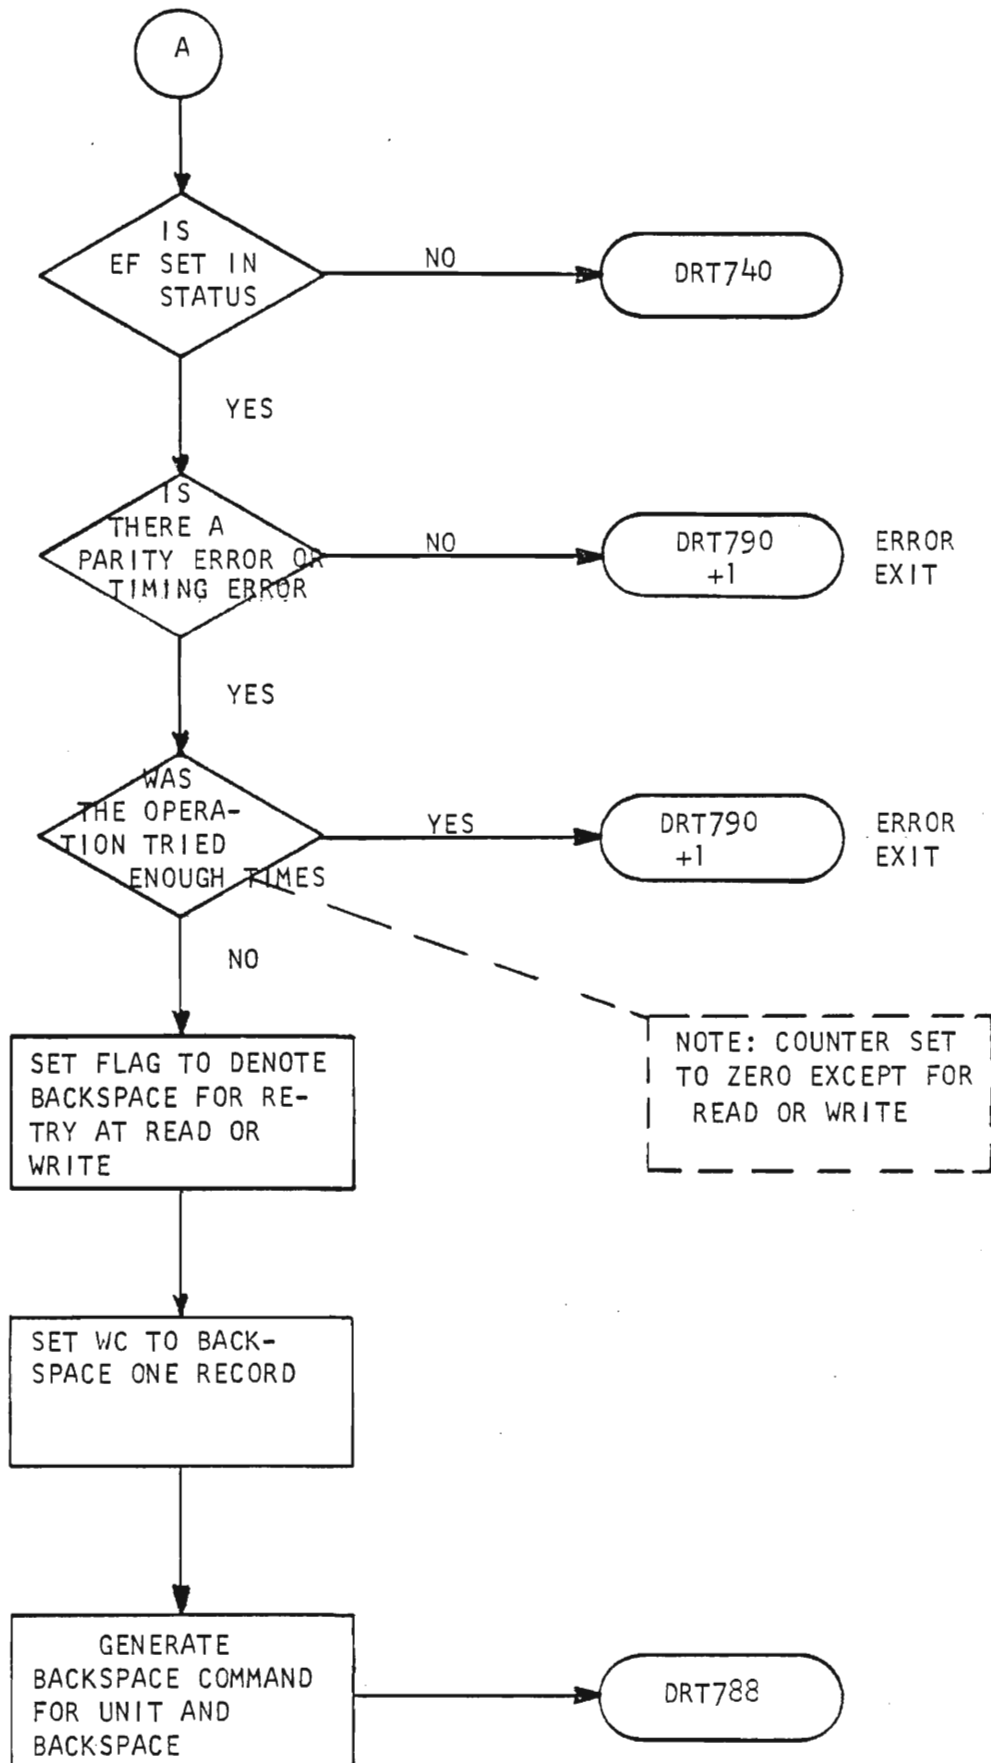 A
IS
EF SET IN
STATUS
NO
DRT740
YES
IS
THERE A
PARITY ERROR OR
TIMING ERROR
NO
DRT790
+1
ERROR
EXIT
YES
WAS
THE OPERA-
TION TRIED
ENOUGH TIMES
YES
DRT790
+1
ERROR
EXIT
NO
NOTE: COUNTER SET
TO ZERO EXCEPT FOR
READ OR WRITE
SET FLAG TO DENOTE
BACKSPACE FOR RE-
TRY AT READ OR
WRITE
SET WC TO BACK-
SPACE ONE RECORD
GENERATE
BACKSPACE COMMAND
FOR UNIT AND
BACKSPACE
DRT788